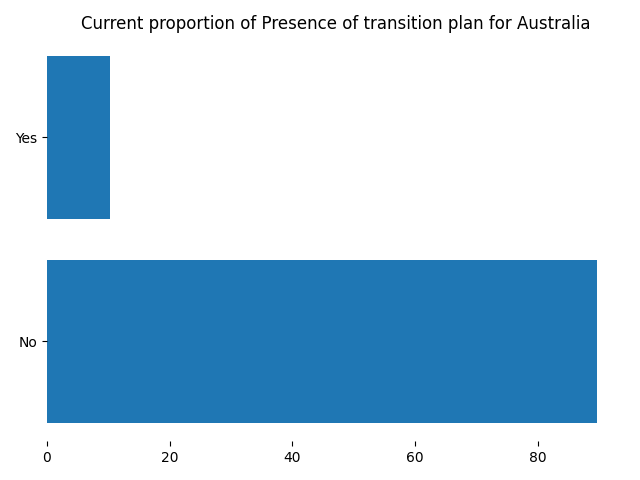 Current proportion of Presence of transition plan for Australia
Yes
No
0 20 40 60 80